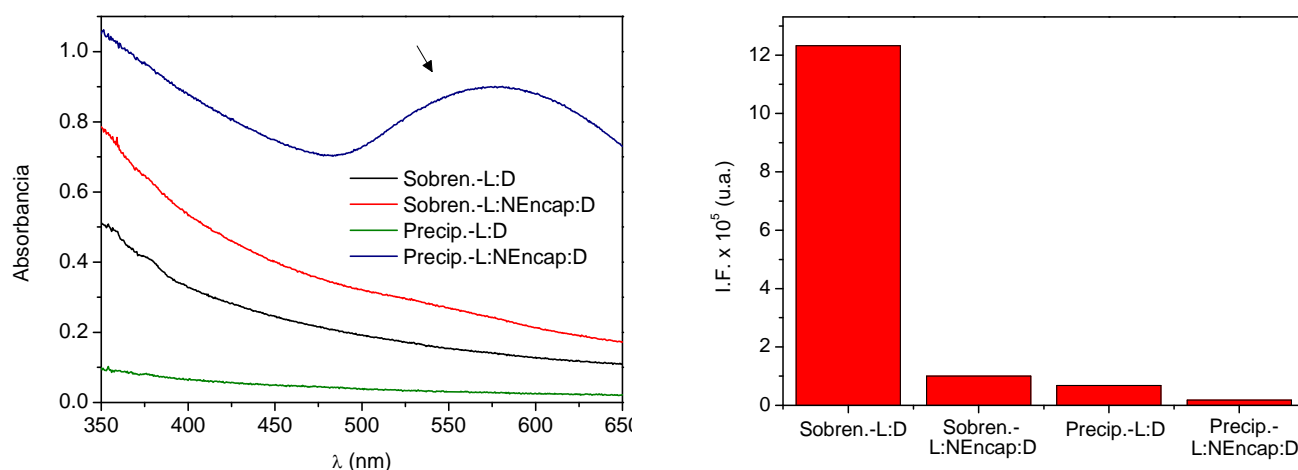 1.0
0.8
0.6
0.4
0.2
0.0
Absorbancia
350 400 450 500 550 600 650
λ (nm)
Sobren.-L:D
Sobren.-L:NEncap:D
Precip.-L:D
Precip.-L:NEncap:D
12
10
8
6
4
2
0
I.F. x 10⁵ (u.a.)
Sobren.-L:D
Sobren.-
L:NEncap:D
Precip.-L:D
Precip.-
L:NEncap:D